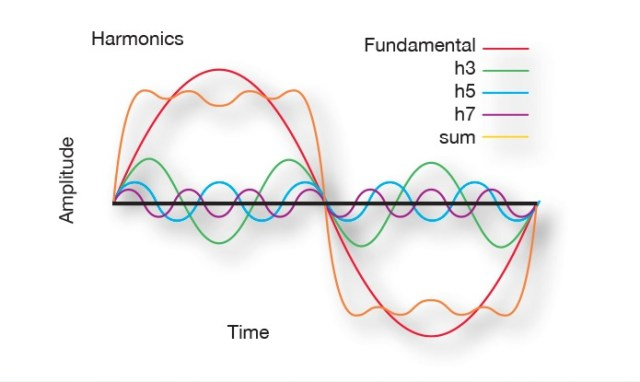 Harmonics
Fundamental
h3
h5
h7
sum
Amplitude
Time